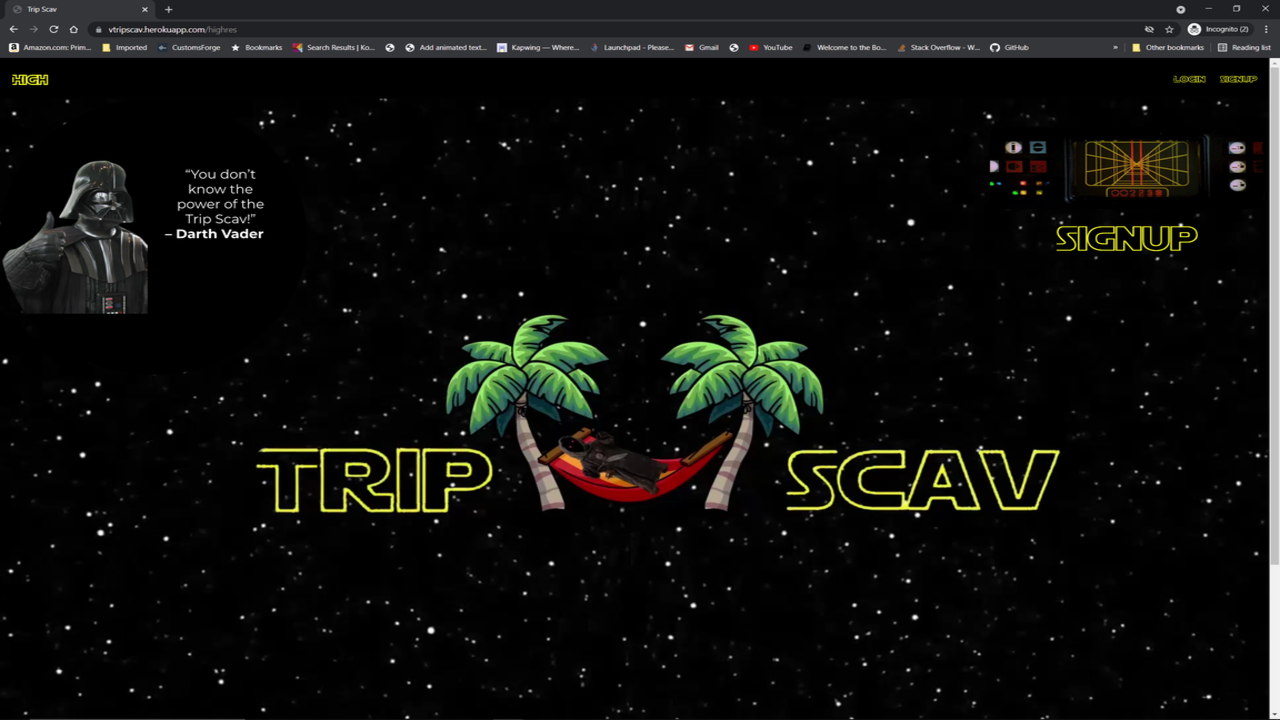 Trip Scav
vtripscav.herokuapp.com/highres
Incognito (2)
Amazon.com: Prim...
Imported
CustomsForge
Bookmarks
Search Results | Ko...
Add animated text...
Kapwing — Where...
Launchpad - Please...
Gmail
YouTube
Welcome to the Bo...
Stack Overflow - W...
GitHub
»
Other bookmarks
Reading list
HIGH
LOGIN
SIGNUP
“You don’t
know the
power of the
Trip Scav!”
– Darth Vader
SIGNUP
TRIP
SCAV